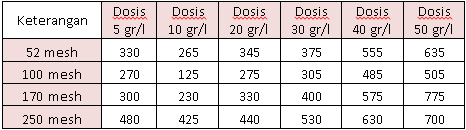 Keterangan Dosis 5 gr/l Dosis 10 gr/l Dosis 20 gr/l Dosis 30 gr/l Dosis 40 gr/l Dosis 50 gr/l
52 mesh 330 265 345 375 555 635
100 mesh 270 125 275 305 485 505
170 mesh 300 230 330 400 575 775
250 mesh 480 425 440 530 630 700